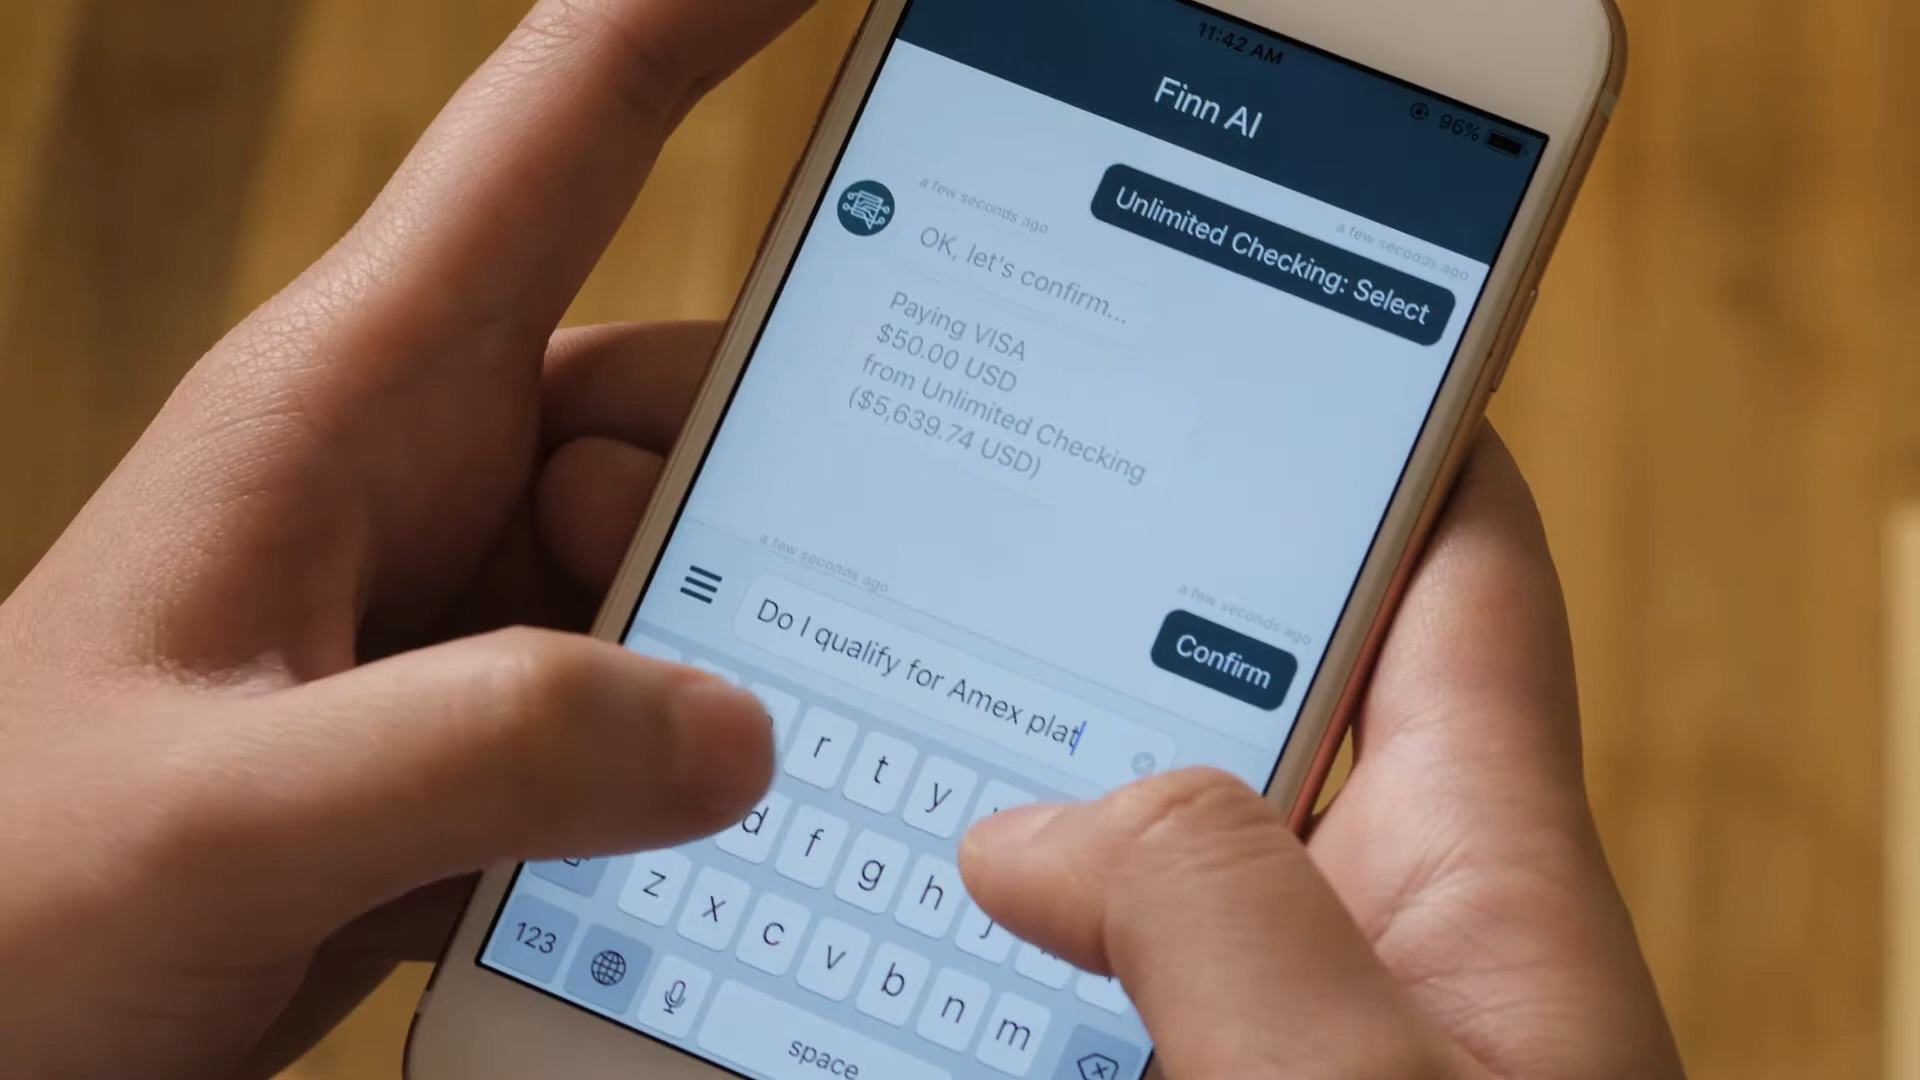 11:42 AM
96%
Finn AI
a few seconds ago
Unlimited Checking: Select
a few seconds ago
OK, let's confirm...
Paying VISA
$50.00 USD
from Unlimited Checking
($5,639.74 USD)
a few seconds ago
Confirm
a few seconds ago
Do I qualify for Amex plat
r t y
d f g h j
z x c v b n m
123
space